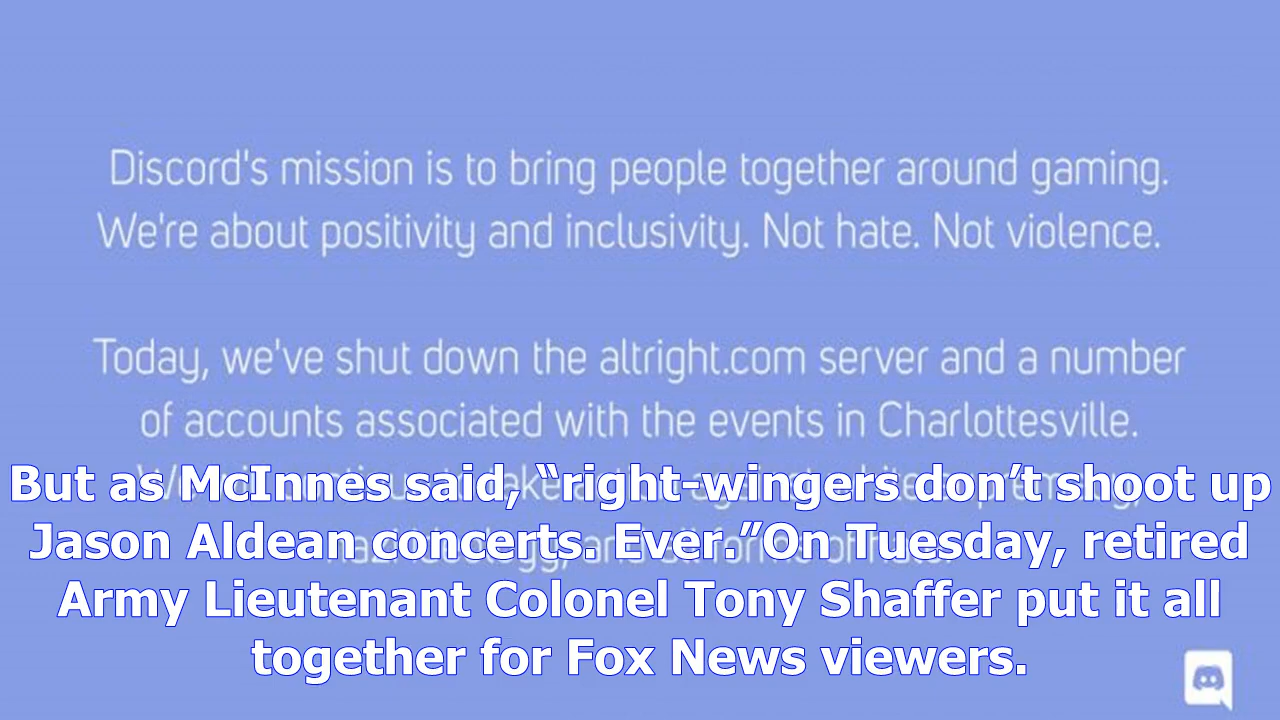 Discord's mission is to bring people together around gaming.
We're about positivity and inclusivity. Not hate. Not violence.
Today, we've shut down the altright.com server and a number
of accounts associated with the events in Charlottesville.
But as McInnes said, “right-wingers don’t shoot up
Jason Aldean concerts. Ever.”On Tuesday, retired
Army Lieutenant Colonel Tony Shaffer put it all
together for Fox News viewers.